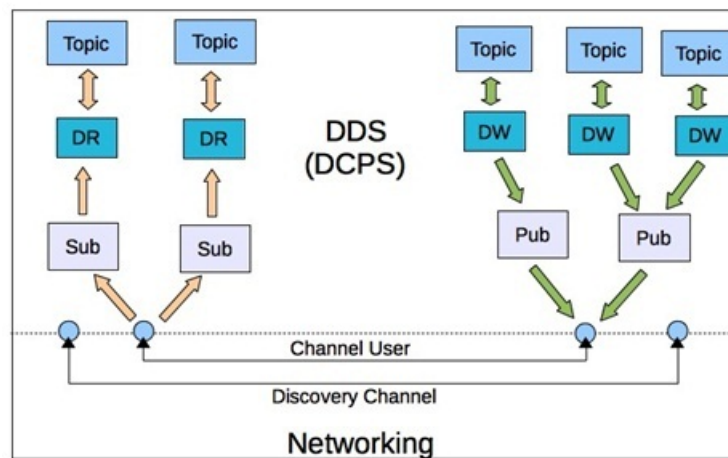 Topic
Topic
Topic
Topic
Topic
DR
DR
DDS
(DCPS)
DW
DW
DW
Sub
Sub
Pub
Pub
Channel User
Discovery Channel
Networking